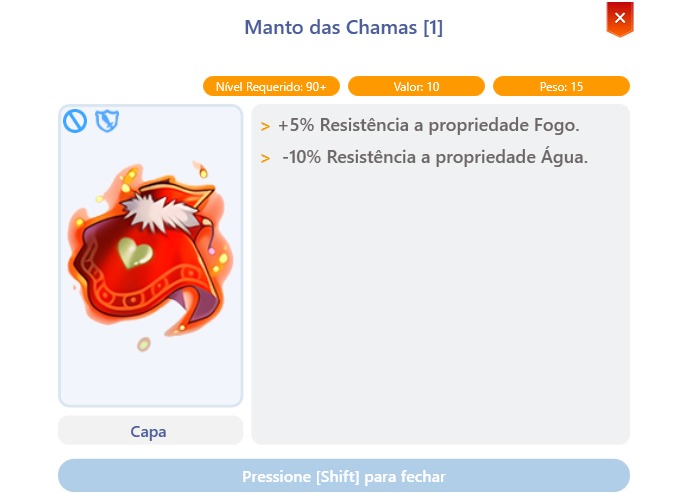 Manto das Chamas [1]
Nível Requerido: 90+
Valor: 10
Peso: 15
> +5% Resistência a propriedade Fogo.
> -10% Resistência a propriedade Água.
Capa
Pressione [Shift] para fechar